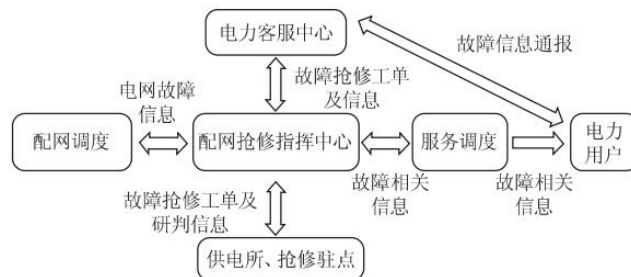 电力客服中心
故障信息通报
电网故障
信息
故障抢修工单
及信息
配网调度
配网抢修指挥中心
服务调度
电力
用户
故障抢修工单及
研判信息
故障相关
信息
故障相关
信息
供电所、抢修驻点